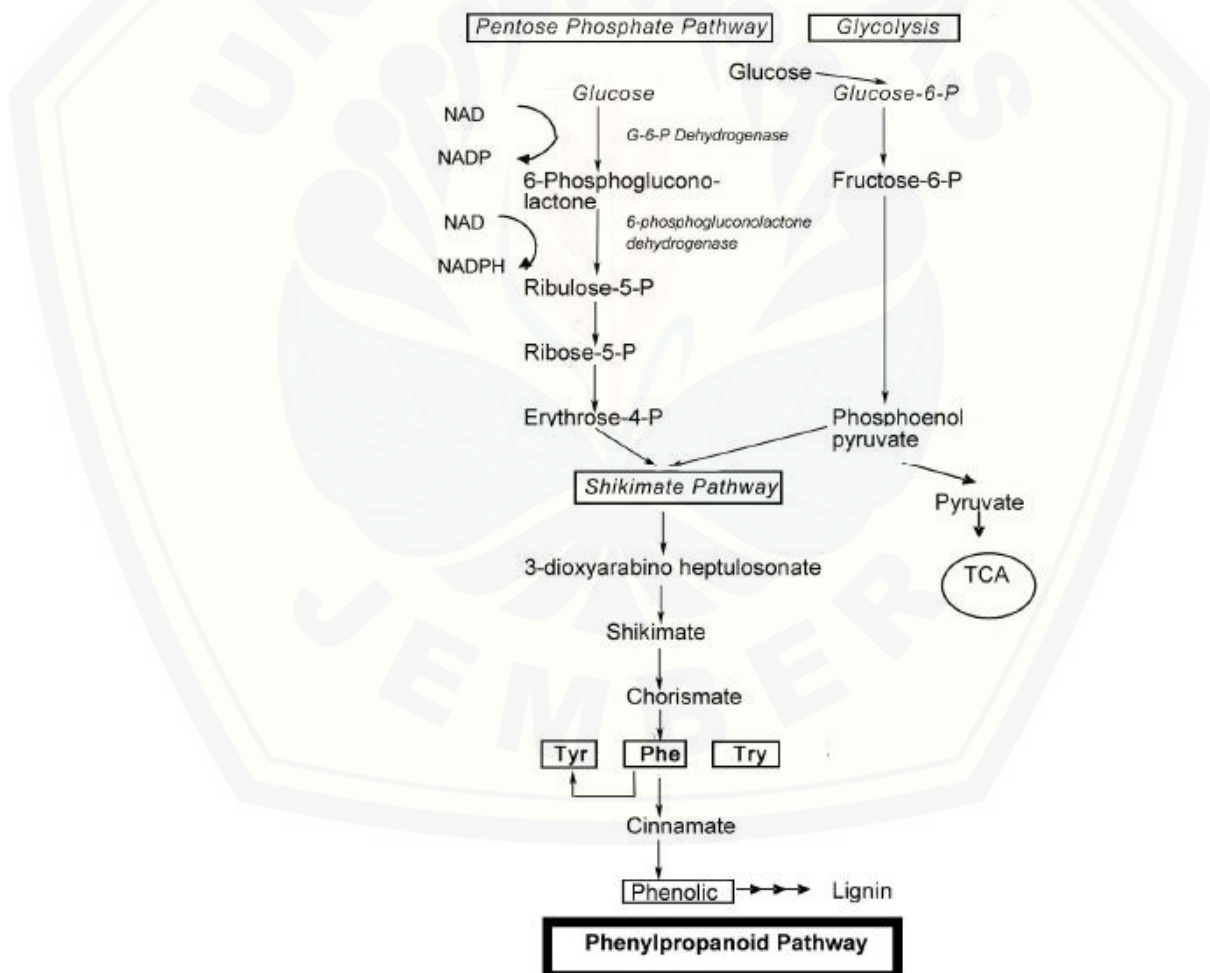 Pentose Phosphate Pathway
Glycolysis
Glucose
Glucose
Glucose-6-P
NAD
G-6-P Dehydrogenase
NADP
6-Phosphoglucono-
lactone
Fructose-6-P
NAD
6-phosphogluconolactone
dehydrogenase
NADPH
Ribulose-5-P
Ribose-5-P
Erythrose-4-P
Phosphoenol
pyruvate
Shikimate Pathway
Pyruvate
TCA
3-dioxyarabino heptulosonate
Shikimate
Chorismate
Tyr
Phe
Try
Cinnamate
Phenolic
Lignin
Phenylpropanoid Pathway
JEMBER